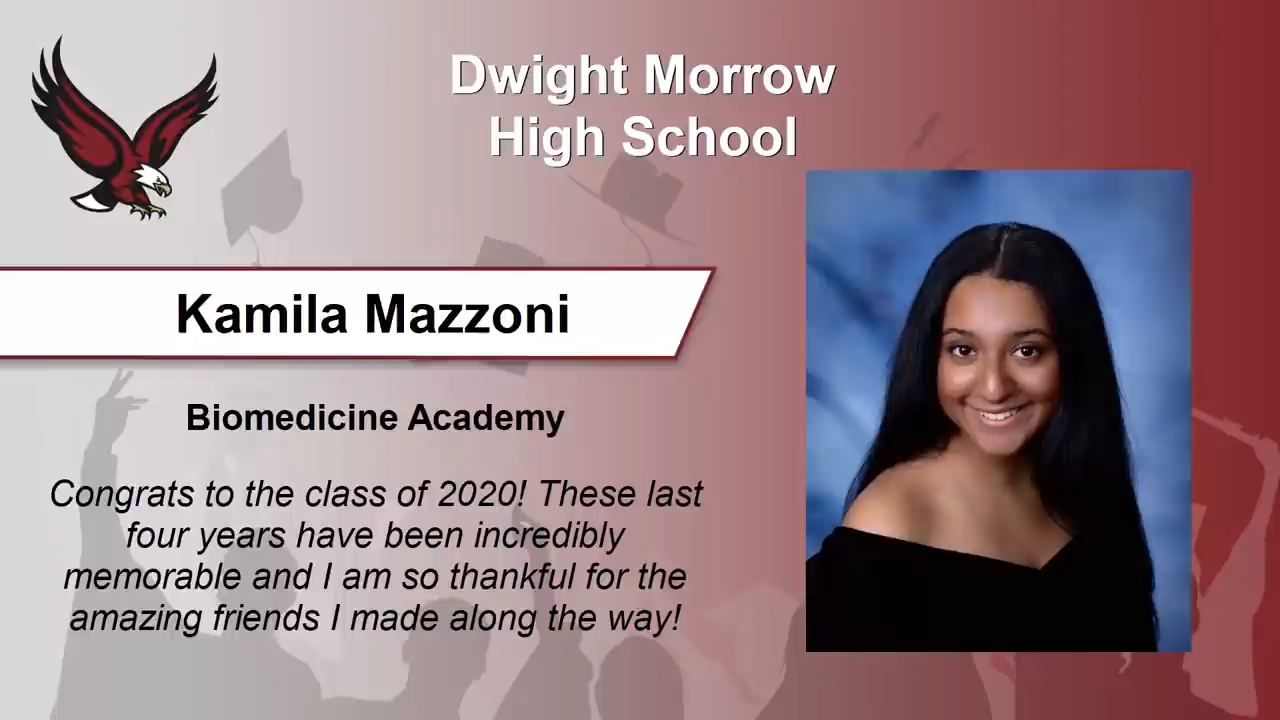 Dwight Morrow
High School
Kamila Mazzoni
Biomedicine Academy
Congrats to the class of 2020! These last
four years have been incredibly
memorable and I am so thankful for the
amazing friends I made along the way!